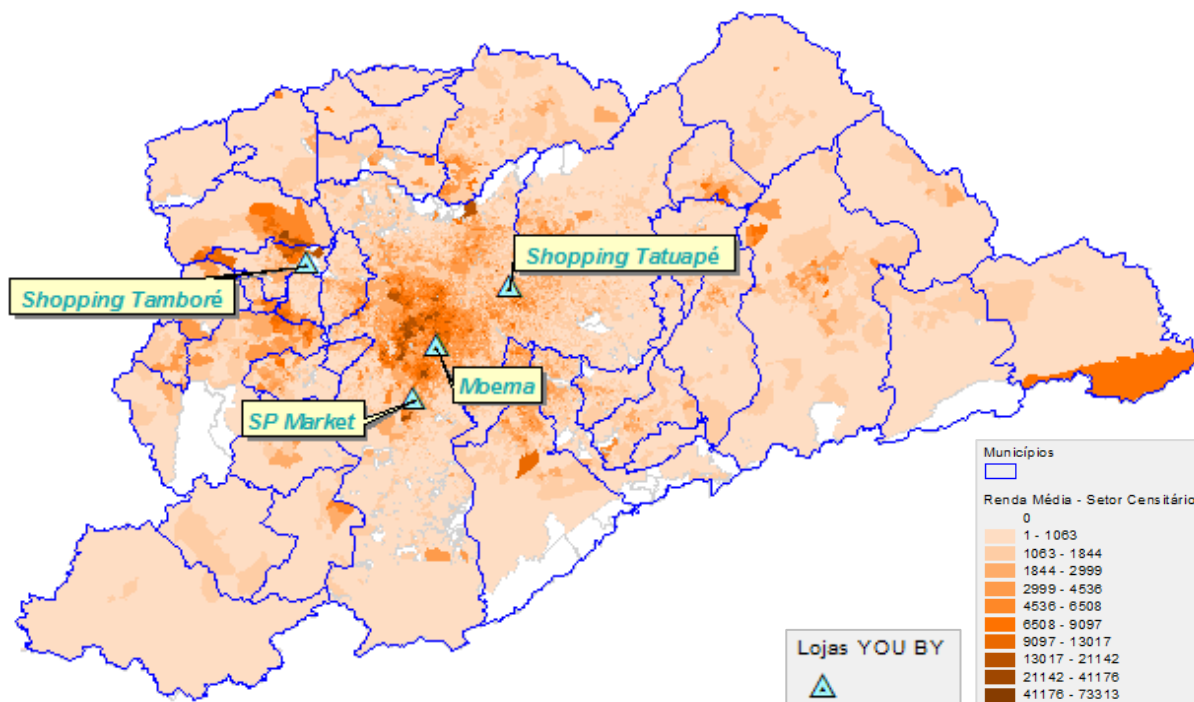 Shopping Tatuapé
Shopping Tamboré
Moema
SP Market
Municípios
Renda Média - Setor Censitário
0
1 - 1063
1063 - 1844
1844 - 2999
2999 - 4536
4536 - 6508
6508 - 9097
9097 - 13017
13017 - 21142
21142 - 41176
41176 - 73313
Lojas YOU BY